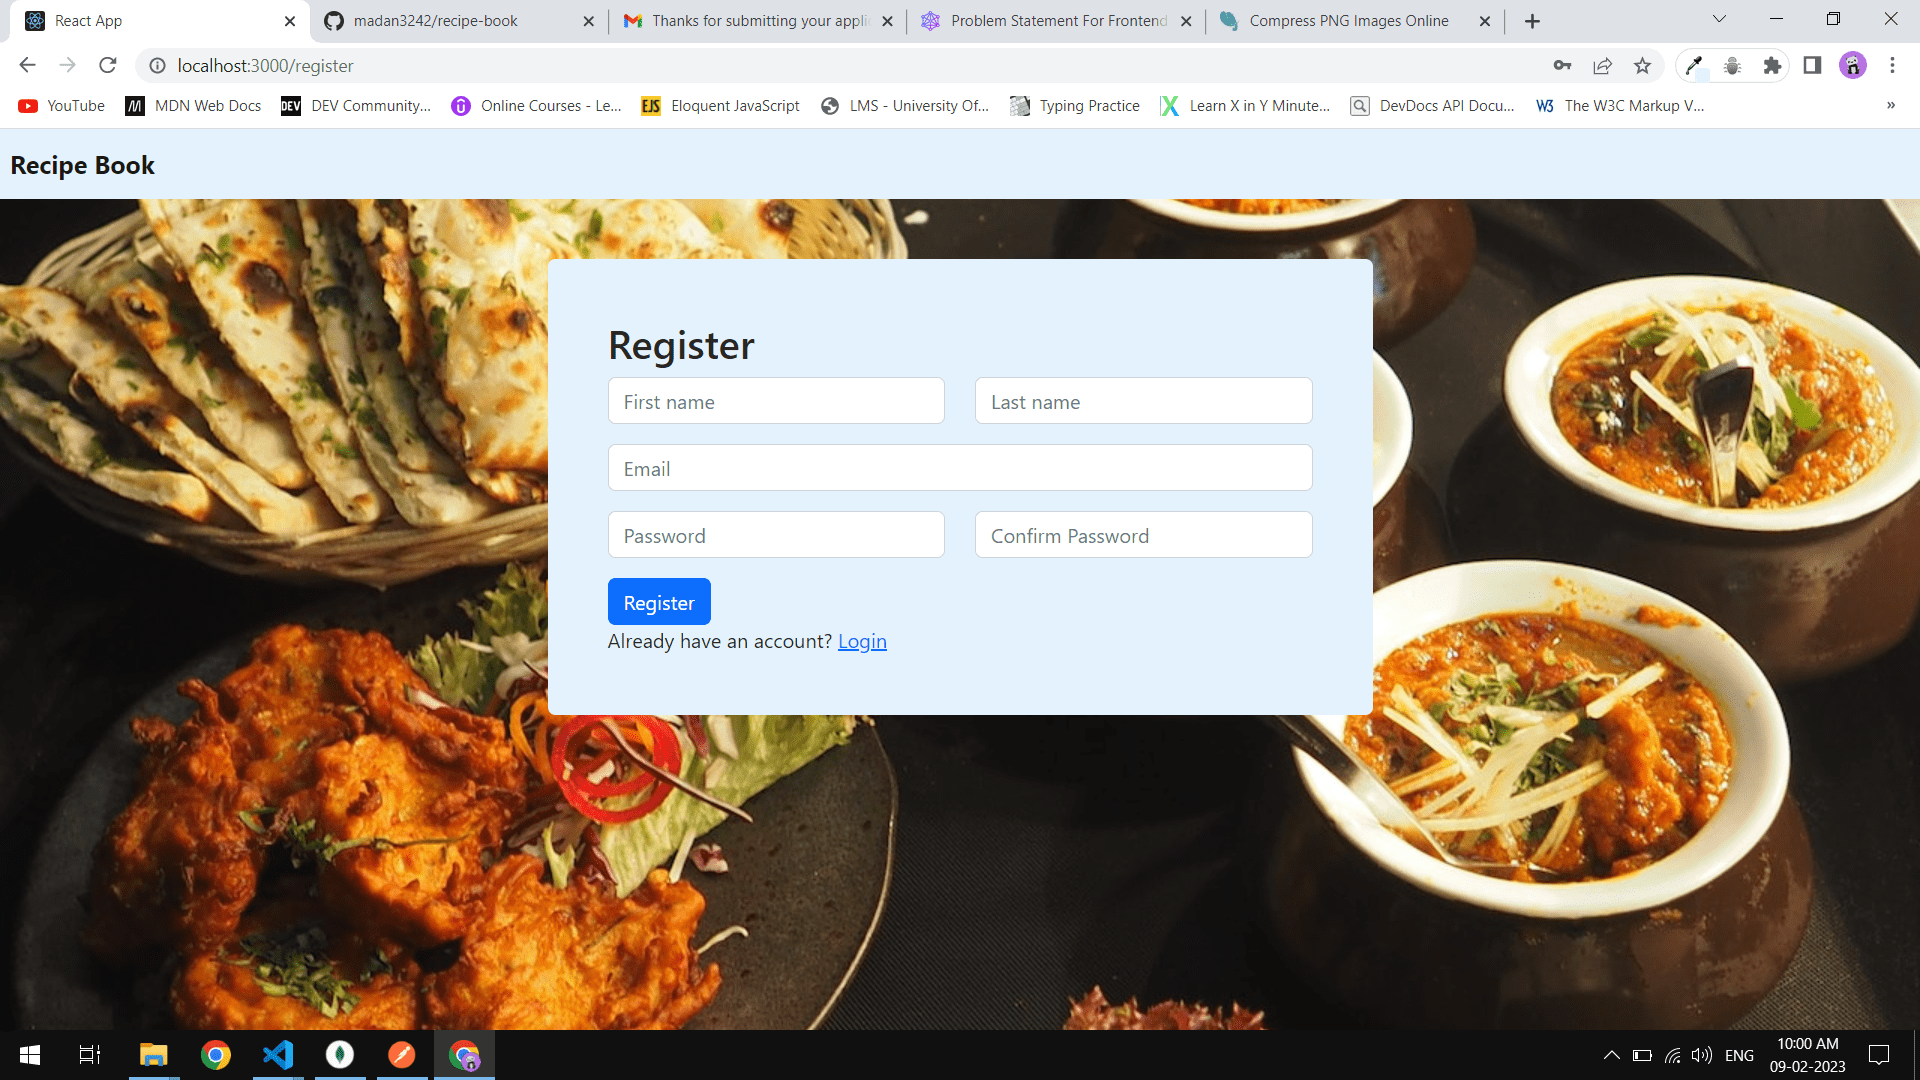 React App
madan3242/recipe-book
Thanks for submitting your applic
Problem Statement For Frontend
Compress PNG Images Online
localhost:3000/register
YouTube
MDN Web Docs
DEV Community...
Online Courses - Le...
Eloquent JavaScript
LMS - University Of...
Typing Practice
Learn X in Y Minute...
DevDocs API Docu...
The W3C Markup V...
Recipe Book
Register
First name
Last name
Email
Password
Confirm Password
Register
Already have an account? Login
ENG
10:00 AM
09-02-2023